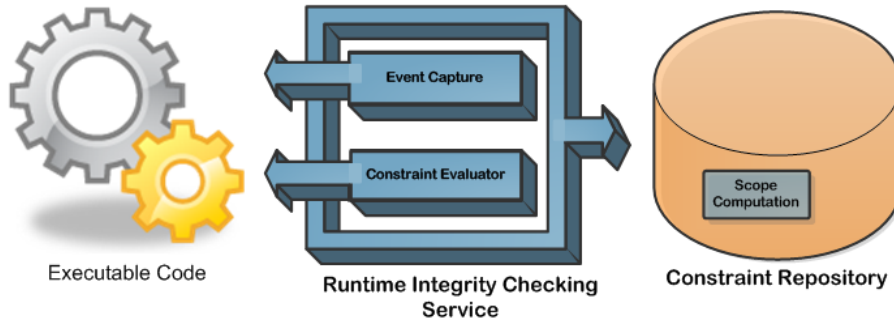 Event Capture
Constraint Evaluator
Scope
Computation
Executable Code
Runtime Integrity Checking
Service
Constraint Repository